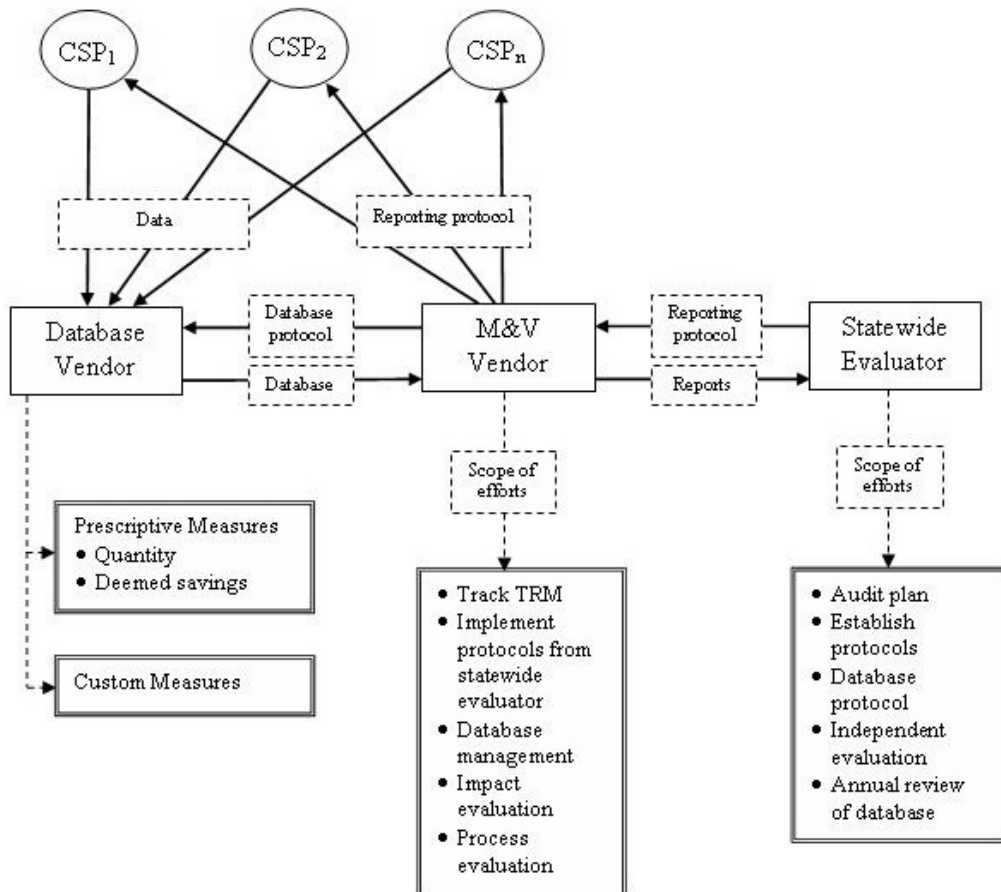 CSP1
CSP2
CSPn
Data
Reporting protocol
Database
Vendor
Database
protocol
Database
M&V
Vendor
Reporting
protocol
Reports
Statewide
Evaluator
Scope of
efforts
Scope of
efforts
Prescriptive Measures
• Quantity
• Deemed savings
Custom Measures
• Track TRM
• Implement
protocols from
statewide
evaluator
• Database
management
• Impact
evaluation
• Process
evaluation
• Audit plan
• Establish
protocols
• Database
protocol
• Independent
evaluation
• Annual review
of database